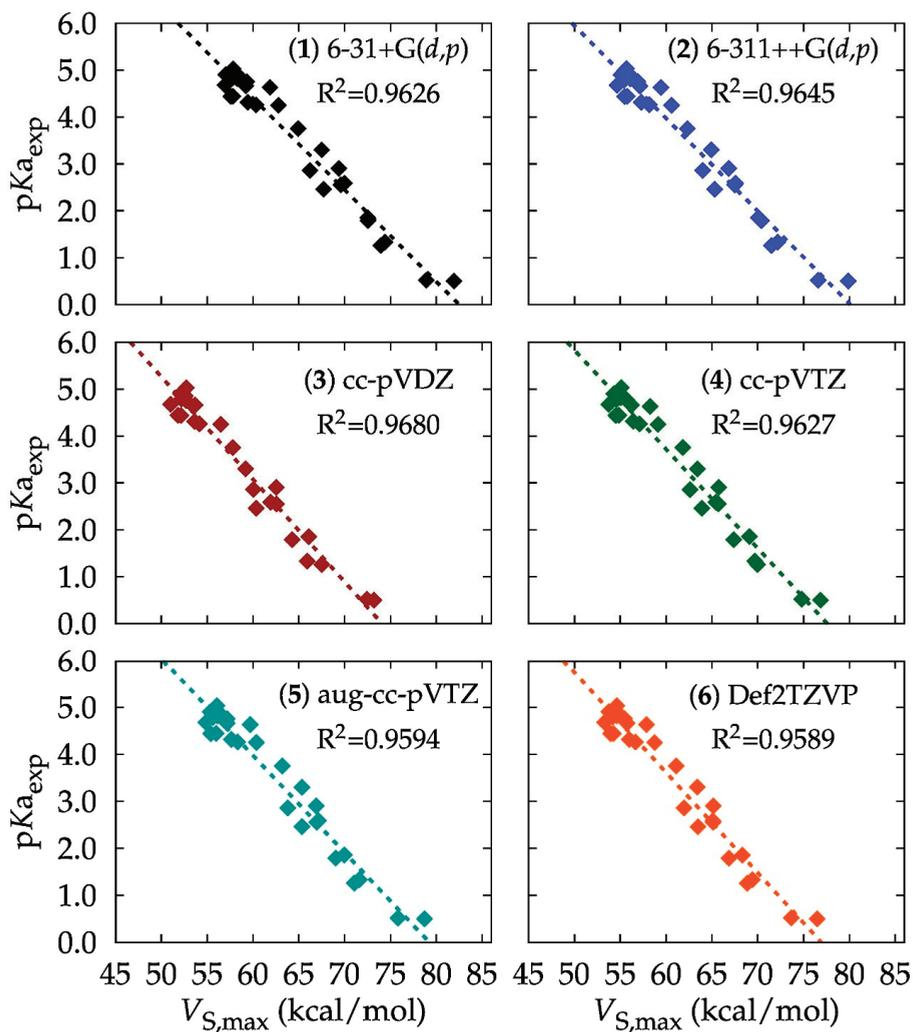 6.0
5.0
4.0
3.0
2.0
1.0
0.0
pKa_exp
(1) 6-31+G(d,p)
R²=0.9626
(2) 6-311++G(d,p)
R²=0.9645
6.0
5.0
4.0
3.0
2.0
1.0
0.0
pKa_exp
(3) cc-pVDZ
R²=0.9680
(4) cc-pVTZ
R²=0.9627
6.0
5.0
4.0
3.0
2.0
1.0
0.0
pKa_exp
(5) aug-cc-pVTZ
R²=0.9594
(6) Def2TZVP
R²=0.9589
45 50 55 60 65 70 75 80 85
45 50 55 60 65 70 75 80 85
V_S,max (kcal/mol)
V_S,max (kcal/mol)